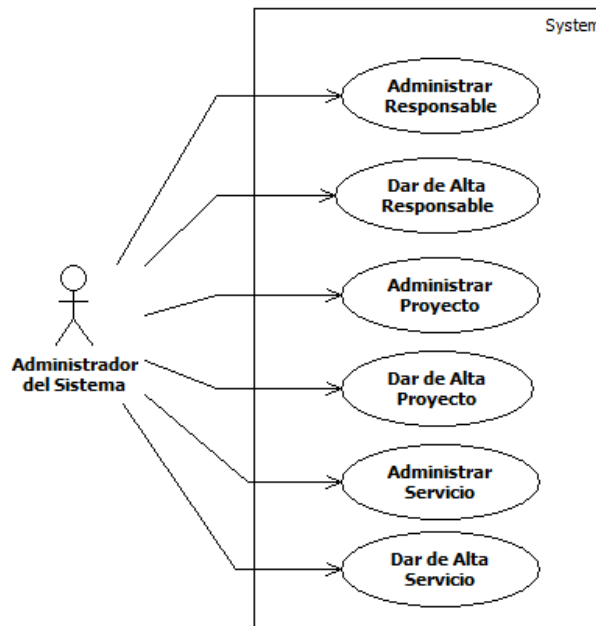 System
Administrar
Responsable
Dar de Alta
Responsable
Administrar
Proyecto
Administrador
del Sistema
Dar de Alta
Proyecto
Administrar
Servicio
Dar de Alta
Servicio